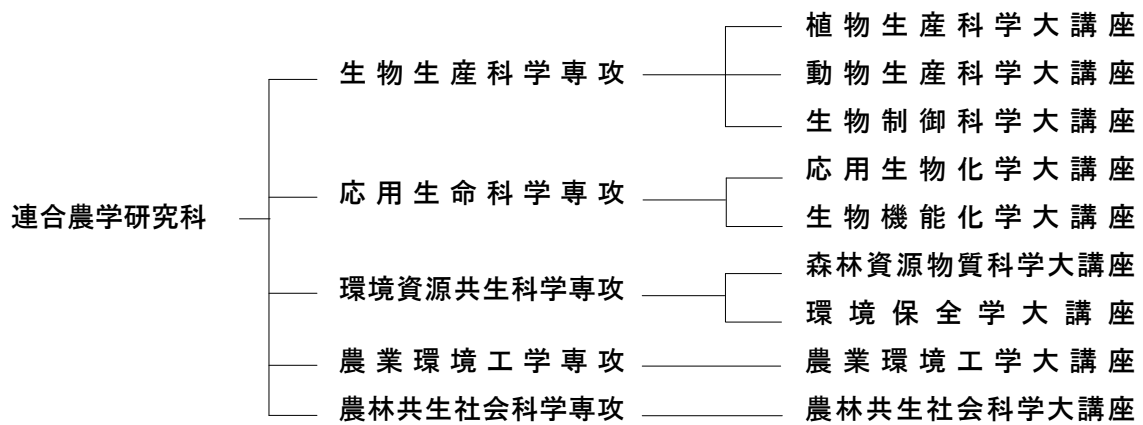 連合農学研究科
生物生産科学専攻
植物生産科学大講座
動物生産科学大講座
生物制御科学大講座
応用生命科学専攻
応用生物化学大講座
生物機能化学大講座
環境資源共生科学専攻
森林資源物質科学大講座
環境保全学大講座
農業環境工学専攻
農業環境工学大講座
農林共生社会科学専攻
農林共生社会科学大講座